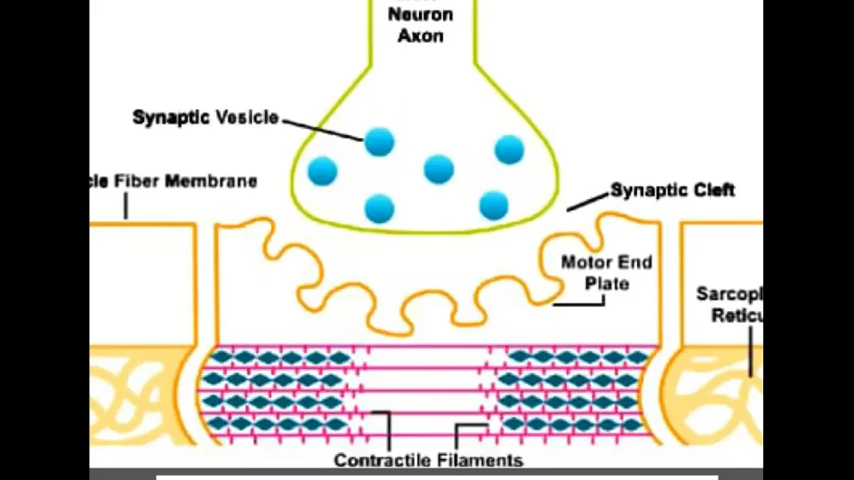 Neuron
Axon
Synaptic Vesicle
Fiber Membrane
Synaptic Cleft
Motor End
Plate
Contractile Filaments